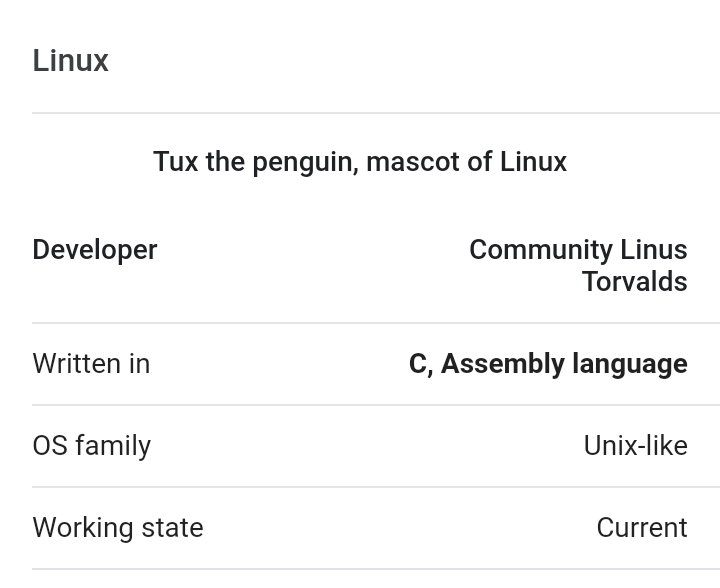 Linux
Tux the penguin, mascot of Linux
Developer Community Linus
Torvalds
Written in C, Assembly language
OS family Unix-like
Working state Current